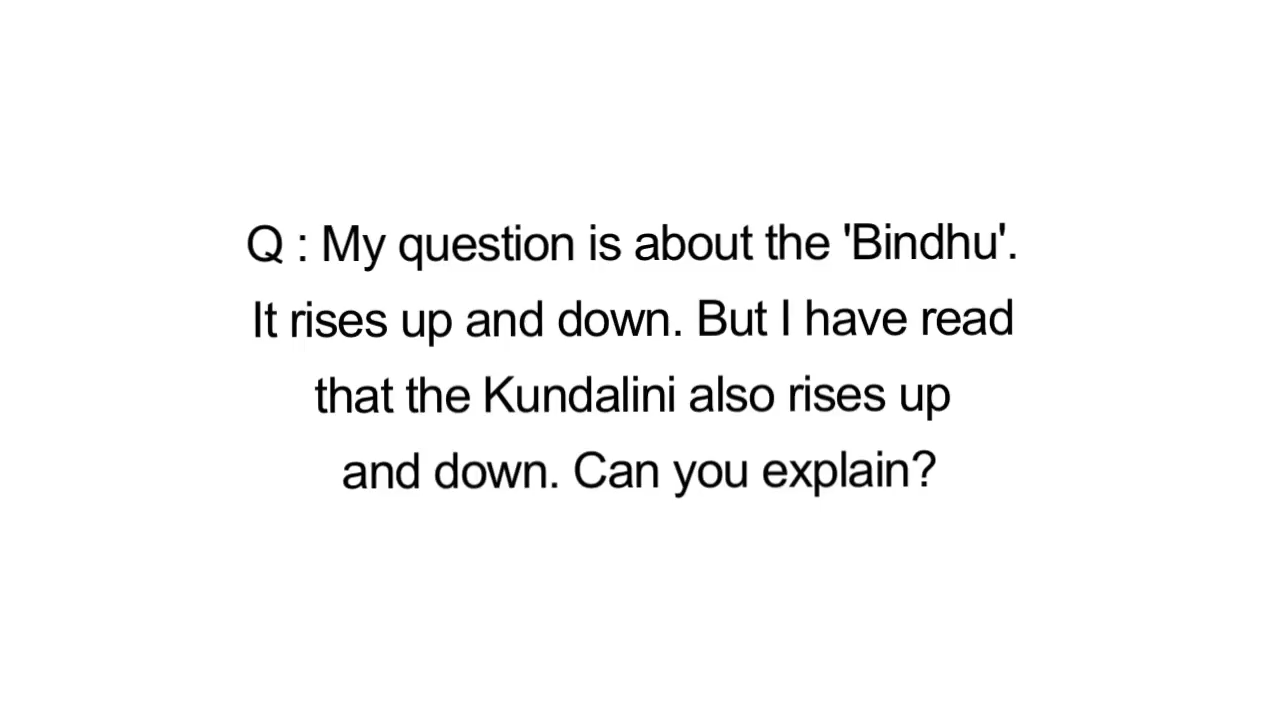 Q : My question is about the 'Bindhu'.
It rises up and down. But I have read
that the Kundalini also rises up
and down. Can you explain?